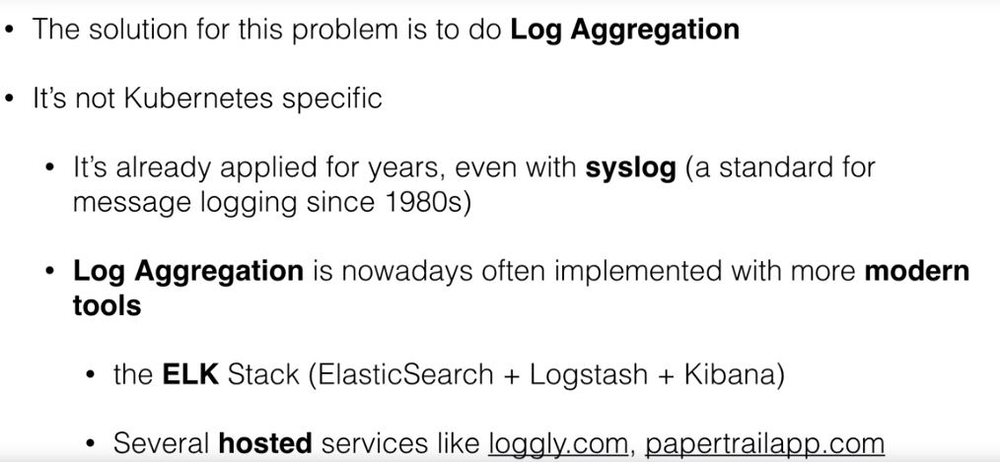 • The solution for this problem is to do Log Aggregation
• It’s not Kubernetes specific
• It’s already applied for years, even with syslog (a standard for
message logging since 1980s)
• Log Aggregation is nowadays often implemented with more modern
tools
• the ELK Stack (ElasticSearch + Logstash + Kibana)
• Several hosted services like loggly.com, papertrailapp.com